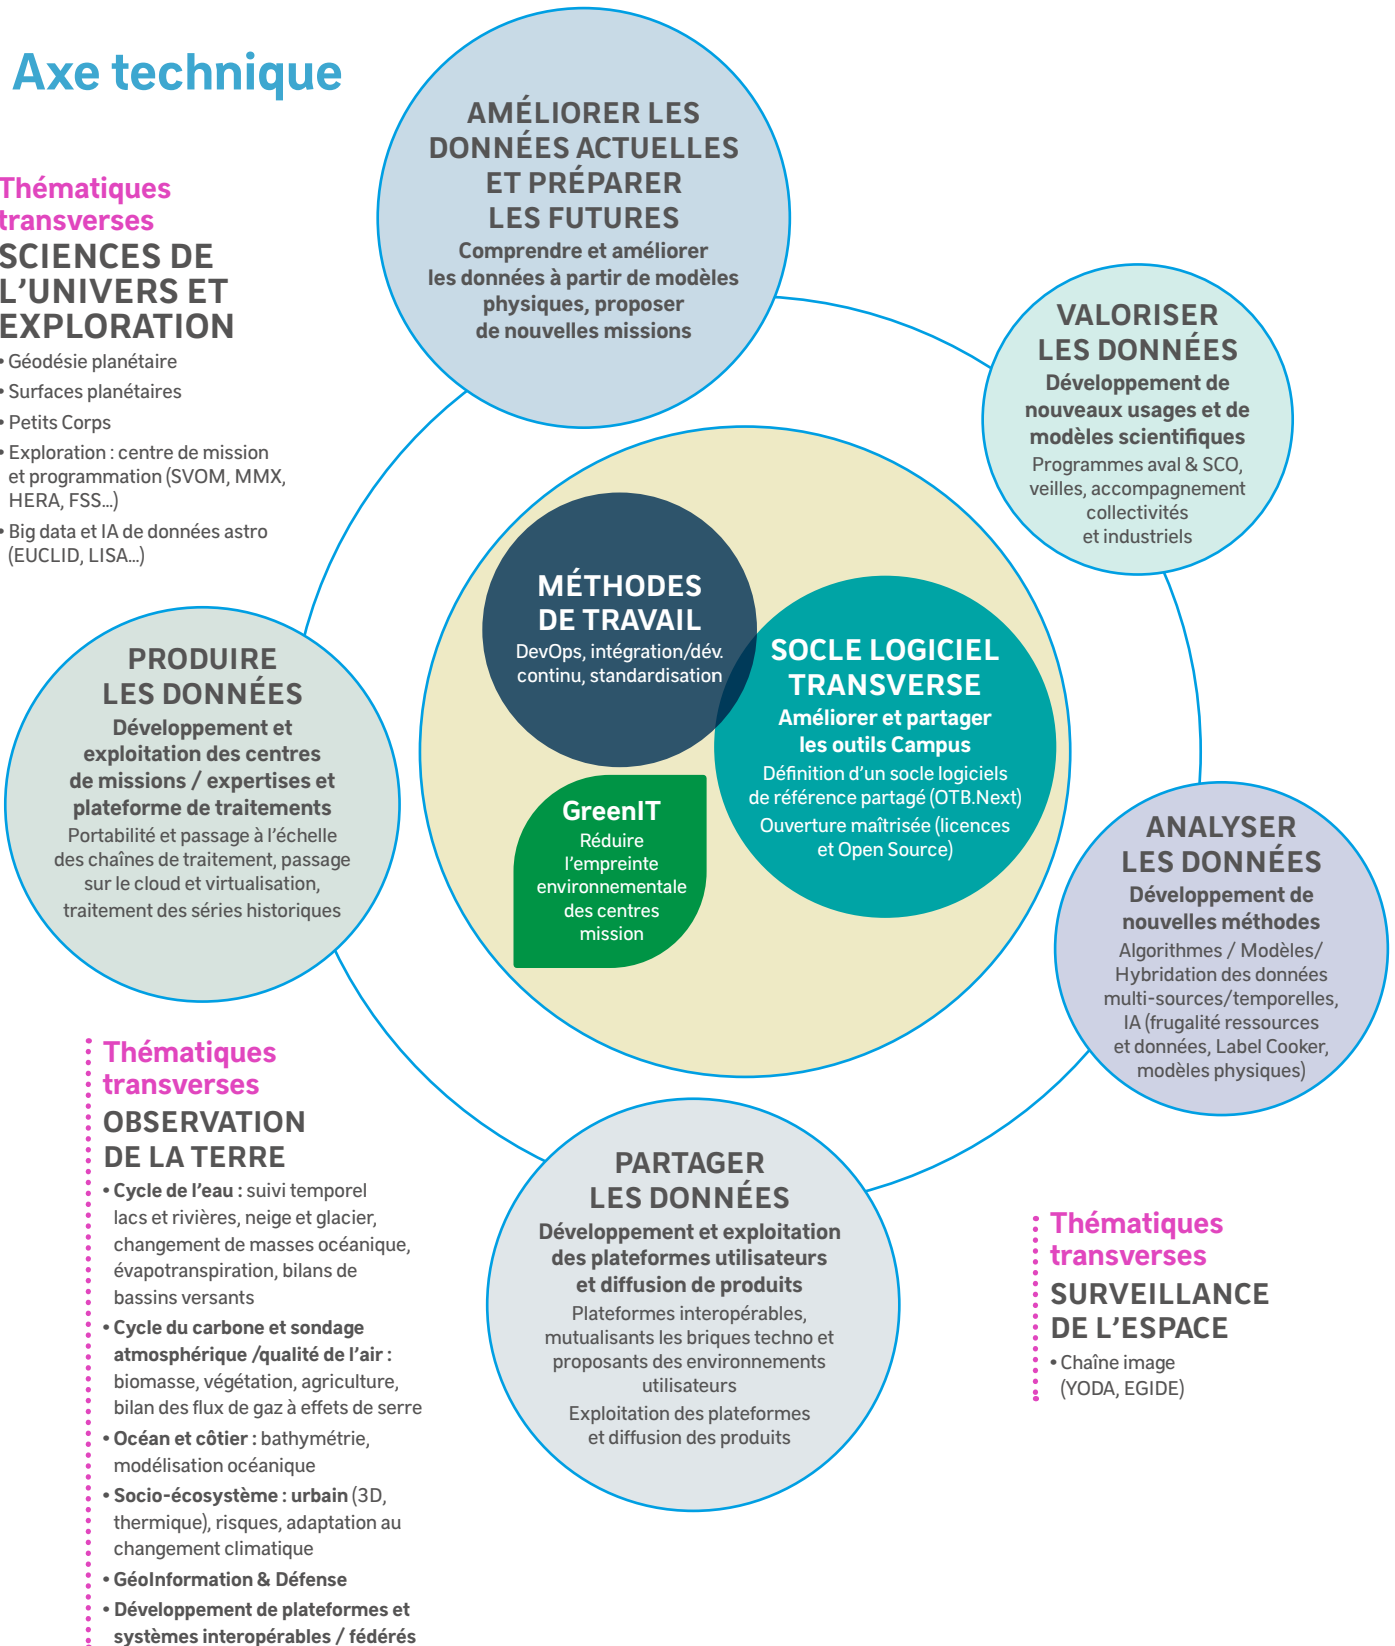 Axe technique
AMÉLIORER LES
DONNÉES ACTUELLES
ET PRÉPARER
LES FUTURES
Comprendre et améliorer
les données à partir de modèles
physiques, proposer
de nouvelles missions
Thématiques
transverses
SCIENCES DE
L’UNIVERS ET
EXPLORATION
• Géodésie planétaire
• Surfaces planétaires
• Petits Corps
• Exploration : centre de mission
et programmation (SVOM, MMX,
HERA, FSS...)
• Big data et IA de données astro
(EUCLID, LISA...)
VALORISER
LES DONNÉES
Développement de
nouveaux usages et de
modèles scientifiques
Programmes aval & SCO,
veilles, accompagnement
collectivités
et industriels
MÉTHODES
DE TRAVAIL
DevOps, intégration/dév.
continu, standardisation
SOCLE LOGICIEL
TRANSVERSE
Améliorer et partager
les outils Campus
Définition d’un socle logiciels
de référence partagé (OTB.Next)
Ouverture maîtrisée (licences
et Open Source)
GreenIT
Réduire
l’empreinte
environnementale
des centres
mission
PRODUIRE
LES DONNÉES
Développement et
exploitation des centres
de missions / expertises et
plateforme de traitements
Portabilité et passage à l’échelle
des chaînes de traitement, passage
sur le cloud et virtualisation,
traitement des séries historiques
ANALYSER
LES DONNÉES
Développement de
nouvelles méthodes
Algorithmes / Modèles/
Hybridation des données
multi-sources/temporelles,
IA (frugalité ressources
et données, Label Cooker,
modèles physiques)
Thématiques
transverses
OBSERVATION
DE LA TERRE
• Cycle de l’eau : suivi temporel
lacs et rivières, neige et glacier,
changement de masses océanique,
évapotranspiration, bilans de
bassins versants
• Cycle du carbone et sondage
atmosphérique /qualité de l’air :
biomasse, végétation, agriculture,
bilan des flux de gaz à effets de serre
• Océan et côtier : bathymétrie,
modélisation océanique
• Socio-écosystème : urbain (3D,
thermique), risques, adaptation au
changement climatique
• GéoInformation & Défense
• Développement de plateformes et
systèmes interopérables / fédérés
PARTAGER
LES DONNÉES
Développement et exploitation
des plateformes utilisateurs
et diffusion de produits
Plateformes interopérables,
mutualisants les briques techno et
proposants des environnements
utilisateurs
Exploitation des plateformes
et diffusion des produits
Thématiques
transverses
SURVEILLANCE
DE L’ESPACE
• Chaîne image
(YODA, EGIDE)